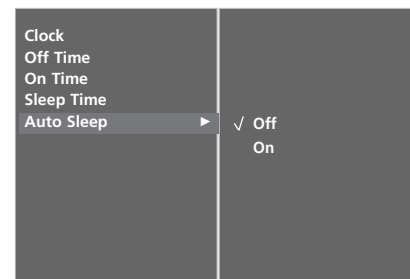 Clock
Off Time
On Time
Sleep Time
Auto Sleep ►
√ Off
On